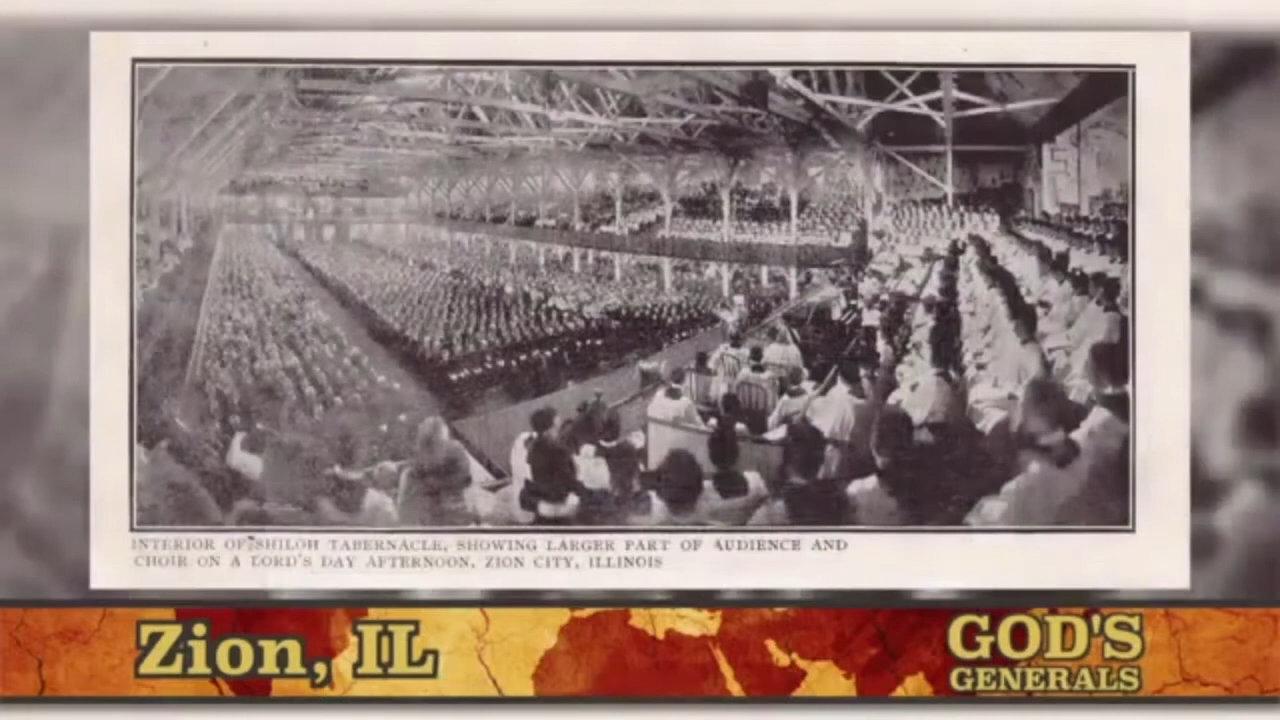 INTERIOR OF SHILOH TABERNACLE, SHOWING LARGER PART OF AUDIENCE AND
CHOIR ON A LORD'S DAY AFTERNOON, ZION CITY, ILLINOIS
Zion, IL
GOD'S
GENERALS